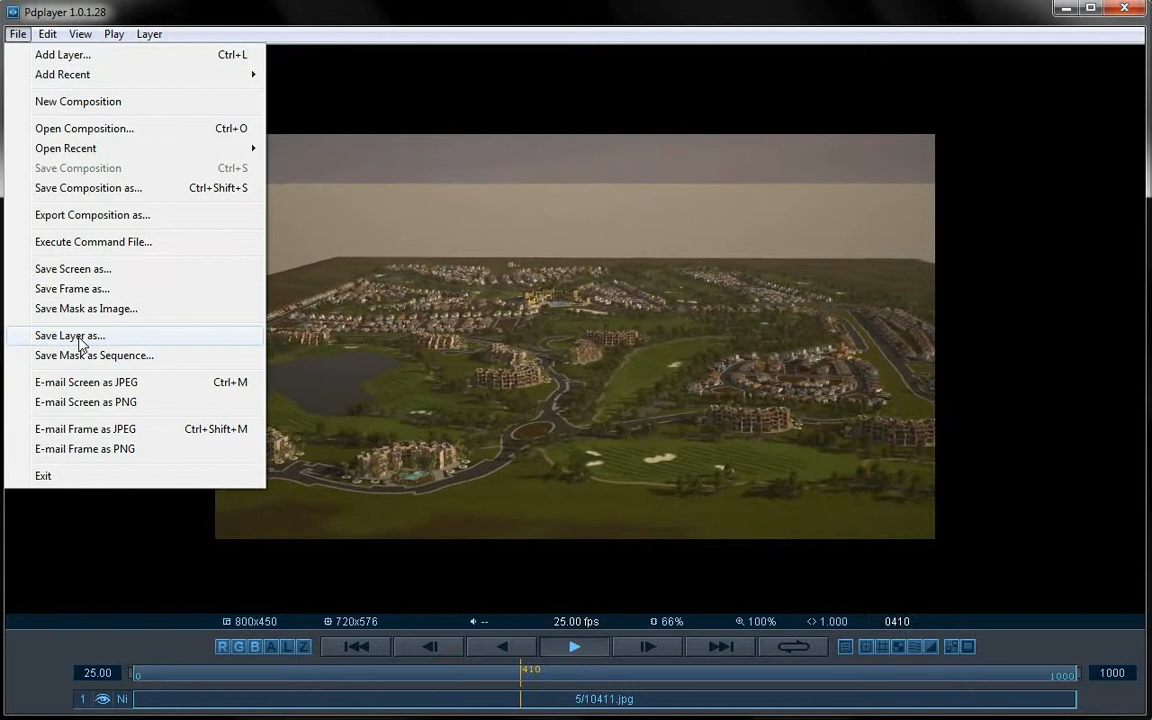 Pdplayer 1.0.1.28
File Edit View Play Layer
Add Layer... Ctrl+L
Add Recent
New Composition
Open Composition... Ctrl+O
Open Recent
Save Composition Ctrl+S
Save Composition as... Ctrl+Shift+S
Export Composition as...
Execute Command File...
Save Screen as...
Save Frame as...
Save Mask as Image...
Save Layer as...
Save Mask as Sequence...
E-mail Screen as JPEG Ctrl+M
E-mail Screen as PNG
E-mail Frame as JPEG Ctrl+Shift+M
E-mail Frame as PNG
Exit
800x450 720x576 -- 25.00 fps 66% 100% <> 1.000 0410
R G B A L Z
25.00 0 410 1000 1000
1 Ni 5/10411.jpg